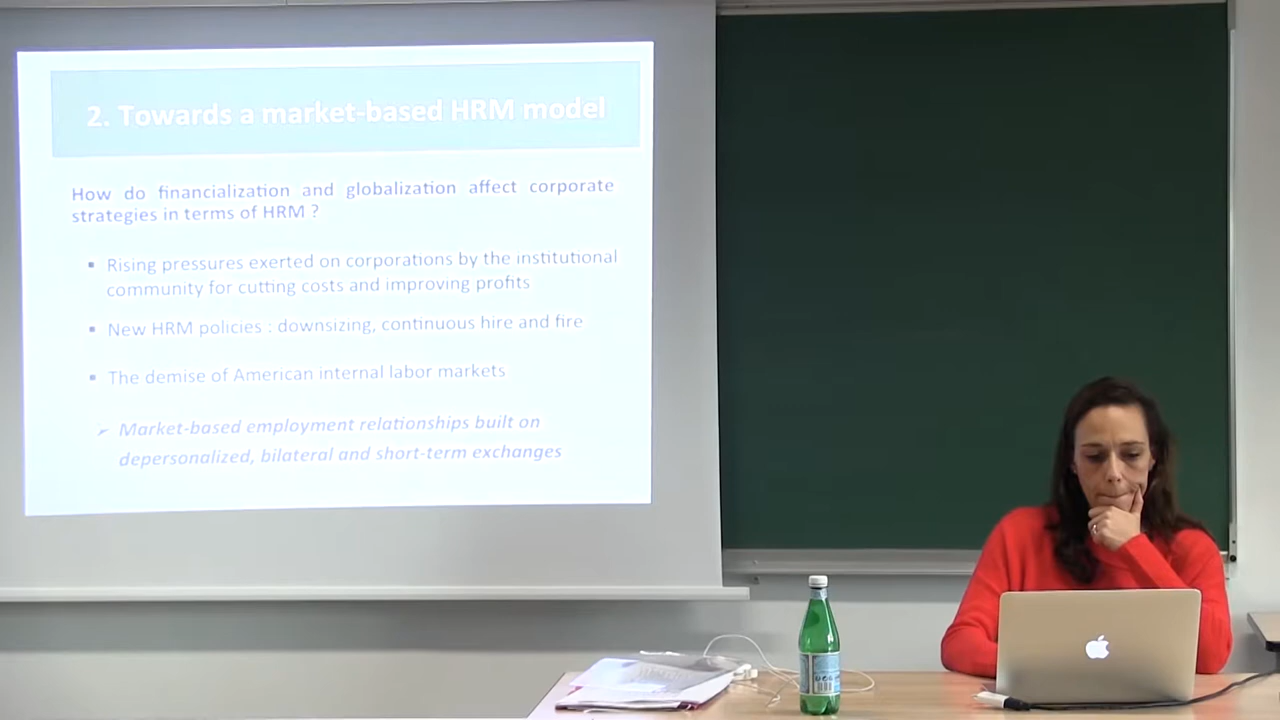 2. Towards a market-based HRM model
How do financialization and globalization affect corporate
strategies in terms of HRM ?
▪ Rising pressures exerted on corporations by the institutional
community for cutting costs and improving profits
▪ New HRM policies : downsizing, continuous hire and fire
▪ The demise of American internal labor markets
➢ Market-based employment relationships built on
depersonalized, bilateral and short-term exchanges